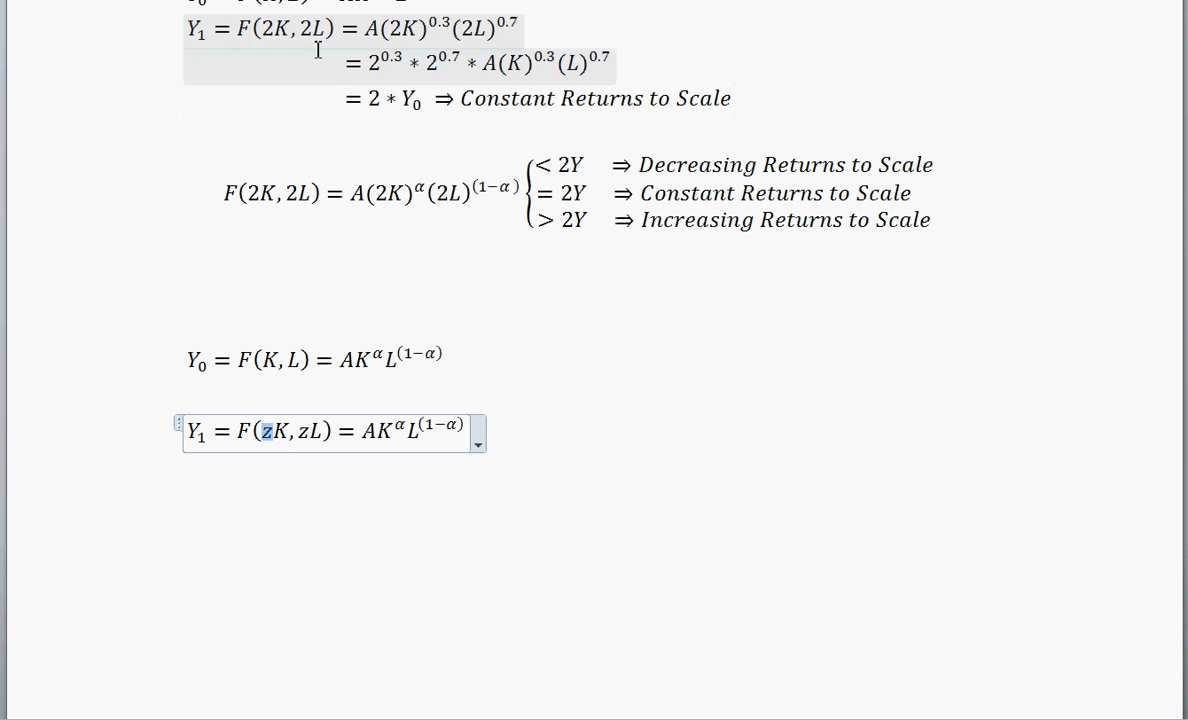 Y₁ = F(2K, 2L) = A(2K)^0.3(2L)^0.7
= 2^0.3 * 2^0.7 * A(K)^0.3(L)^0.7
= 2 * Y₀ ⇒ Constant Returns to Scale
F(2K, 2L) = A(2K)^α(2L)^(1−α) { < 2Y ⇒ Decreasing Returns to Scale
= 2Y ⇒ Constant Returns to Scale
> 2Y ⇒ Increasing Returns to Scale
Y₀ = F(K, L) = AK^αL^(1−α)
Y₁ = F(zK, zL) = AK^αL^(1−α)